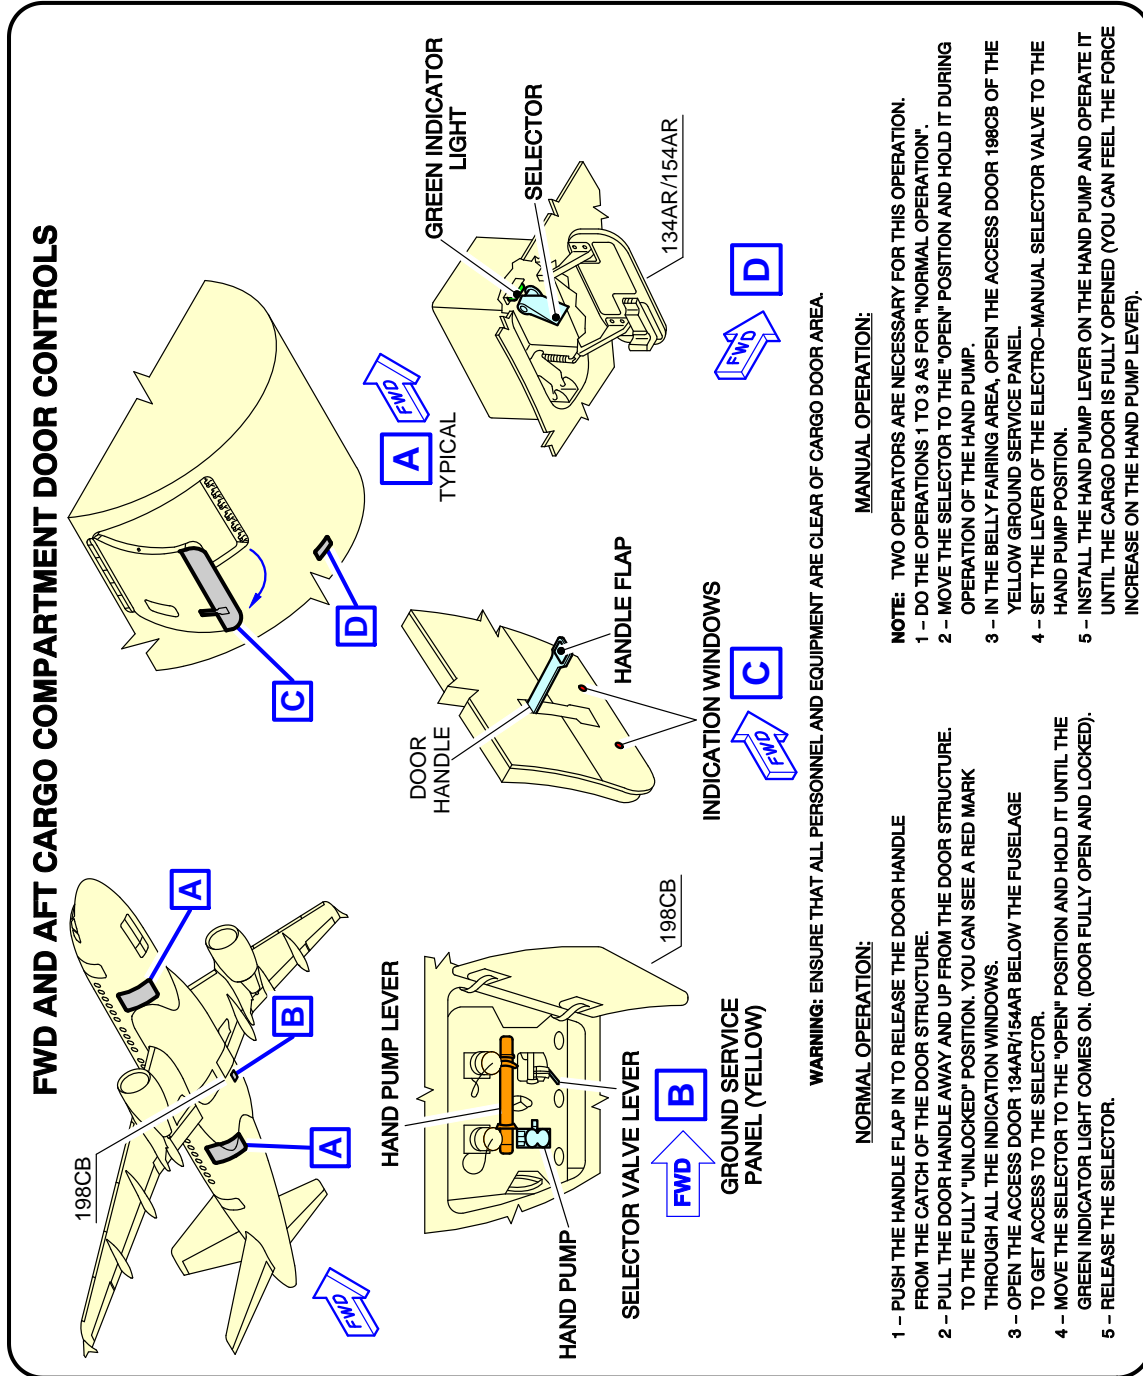 FWD AND AFT CARGO COMPARTMENT DOOR CONTROLS
198CB
A
B
A
FWD
C
D
A
TYPICAL
FWD
HAND PUMP LEVER
HAND PUMP
SELECTOR VALVE LEVER
198CB
FWD
B
GROUND SERVICE
PANEL (YELLOW)
DOOR
HANDLE
HANDLE FLAP
INDICATION WINDOWS
FWD
C
GREEN INDICATOR
LIGHT
SELECTOR
134AR/154AR
FWD
D
WARNING: ENSURE THAT ALL PERSONNEL AND EQUIPMENT ARE CLEAR OF CARGO DOOR AREA.
NORMAL OPERATION:
1 – PUSH THE HANDLE FLAP IN TO RELEASE THE DOOR HANDLE
FROM THE CATCH OF THE DOOR STRUCTURE.
2 – PULL THE DOOR HANDLE AWAY AND UP FROM THE DOOR STRUCTURE.
TO THE FULLY "UNLOCKED" POSITION. YOU CAN SEE A RED MARK
THROUGH ALL THE INDICATION WINDOWS.
3 – OPEN THE ACCESS DOOR 134AR/154AR BELOW THE FUSELAGE
TO GET ACCESS TO THE SELECTOR.
4 – MOVE THE SELECTOR TO THE "OPEN" POSITION AND HOLD IT UNTIL THE
GREEN INDICATOR LIGHT COMES ON. (DOOR FULLY OPEN AND LOCKED).
5 – RELEASE THE SELECTOR.
MANUAL OPERATION:
NOTE: TWO OPERATORS ARE NECESSARY FOR THIS OPERATION.
1 – DO THE OPERATIONS 1 TO 3 AS FOR "NORMAL OPERATION".
2 – MOVE THE SELECTOR TO THE "OPEN" POSITION AND HOLD IT DURING
OPERATION OF THE HAND PUMP.
3 – IN THE BELLY FAIRING AREA, OPEN THE ACCESS DOOR 198CB OF THE
YELLOW GROUND SERVICE PANEL.
4 – SET THE LEVER OF THE ELECTRO–MANUAL SELECTOR VALVE TO THE
HAND PUMP POSITION.
5 – INSTALL THE HAND PUMP LEVER ON THE HAND PUMP AND OPERATE IT
UNTIL THE CARGO DOOR IS FULLY OPENED (YOU CAN FEEL THE FORCE
INCREASE ON THE HAND PUMP LEVER).